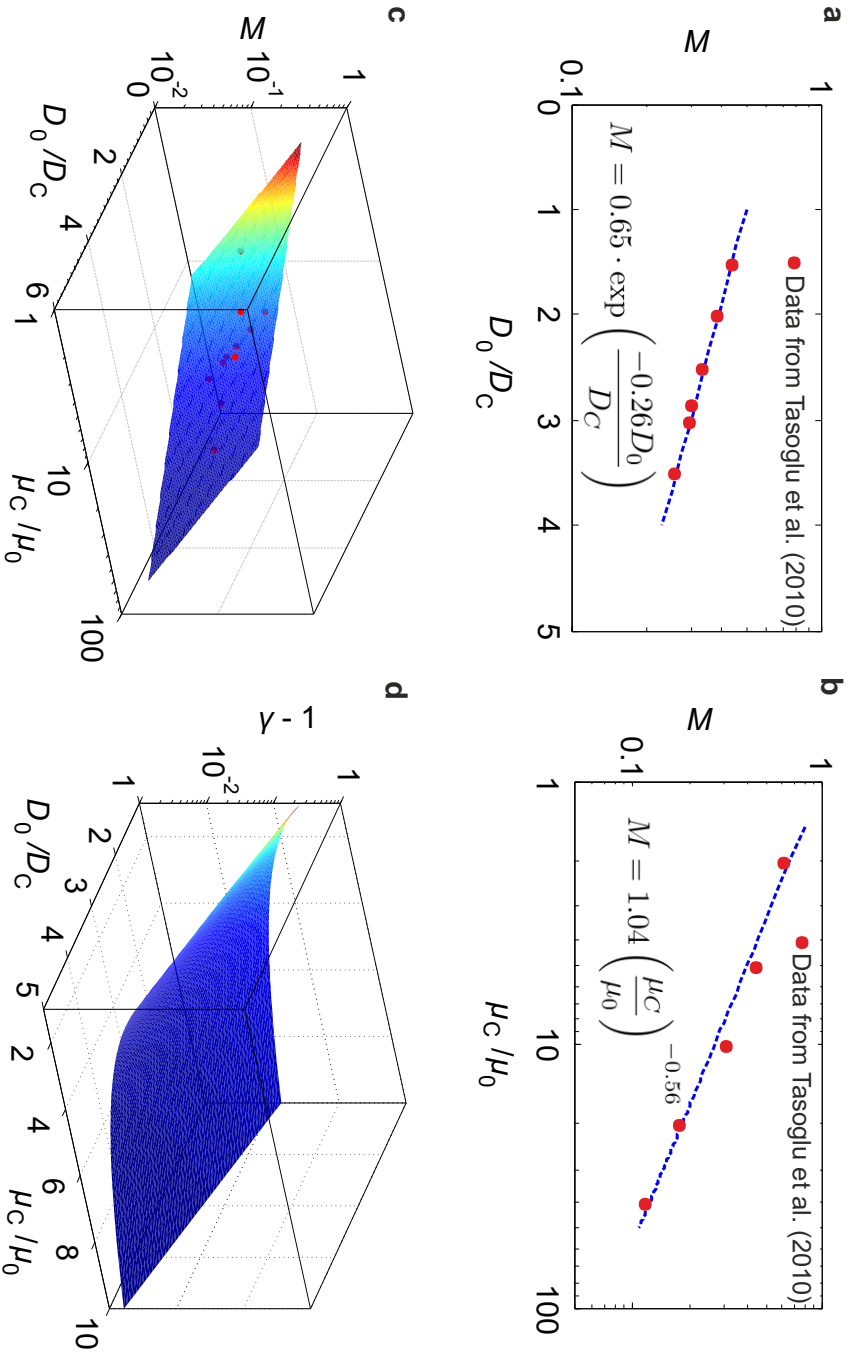 a
M
1
0.1
0
1
2
3
4
5
D0/DC
Data from Tasoglu et al. (2010)
M = 0.65 · exp(−0.26D0/DC)
b
M
1
0.1
1
10
100
μC/μ0
Data from Tasoglu et al. (2010)
M = 1.04 (μC/μ0)^−0.56
c
M
1
10^-1
10^-2
0
2
4
6
D0/DC
1
10
100
μC/μ0
d
γ - 1
1
10^-2
1
2
3
4
5
D0/DC
2
4
6
8
10
μC/μ0